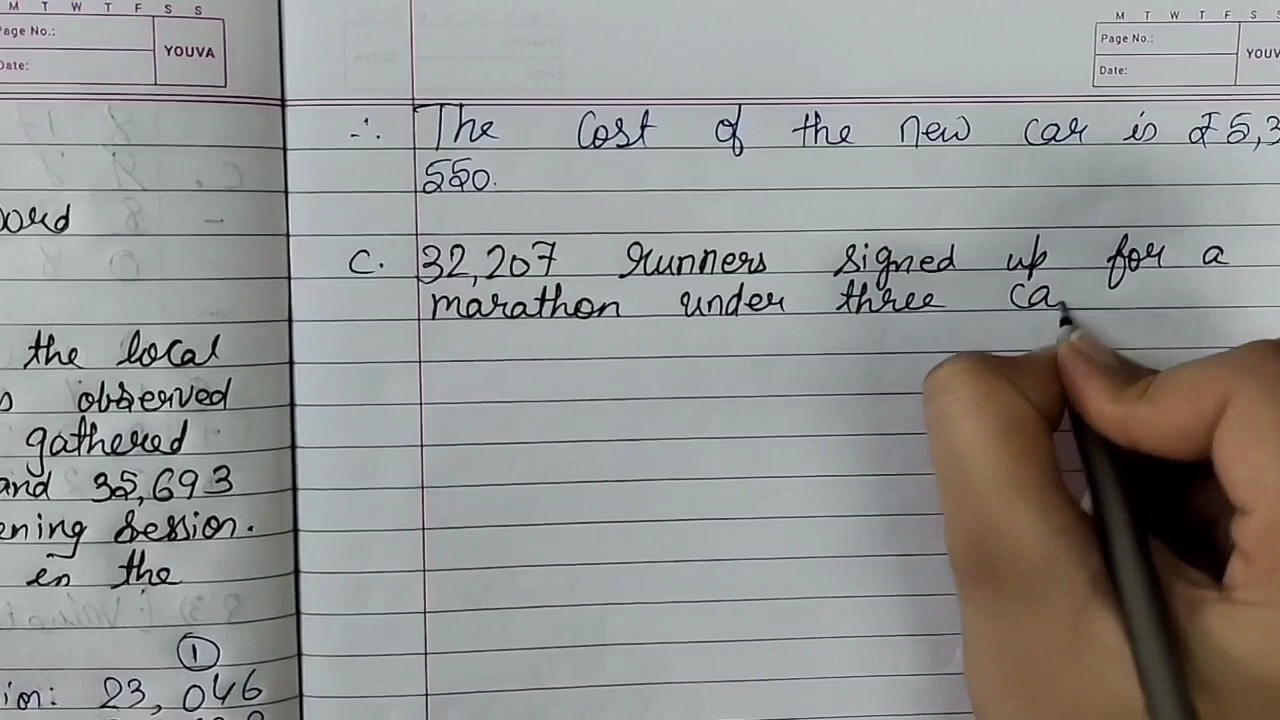 M T W T F S S
Page No.:
Date:
YOUVA
ord
the local
observed
gathered
and 35,693
ening session.
in the
①
ion: 23,046
M T W T F S
Page No.:
Date:
YOUV
∴ The cost of the new car is ₹5,3
550.
C. 32,207 runners signed up for a
marathon under three ca